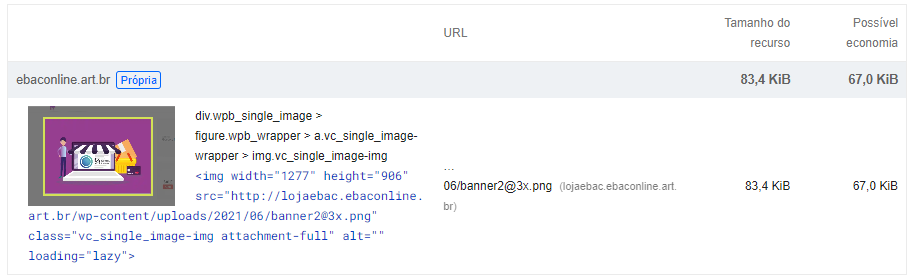 URL
Tamanho do
recurso
Possível
economia
ebaconline.art.br Própria
83,4 KiB
67,0 KiB
div.wpb_single_image >
figure.wpb_wrapper > a.vc_single_image-
wrapper > img.vc_single_image-img
<img width="1277" height="906"
src="http://lojaebac.ebaconline.
art.br/wp-content/uploads/2021/06/banner2@3x.png"
class="vc_single_image-img attachment-full" alt=""
loading="lazy">
…
06/banner2@3x.png (lojaebac.ebaconline.art.
br)
83,4 KiB
67,0 KiB